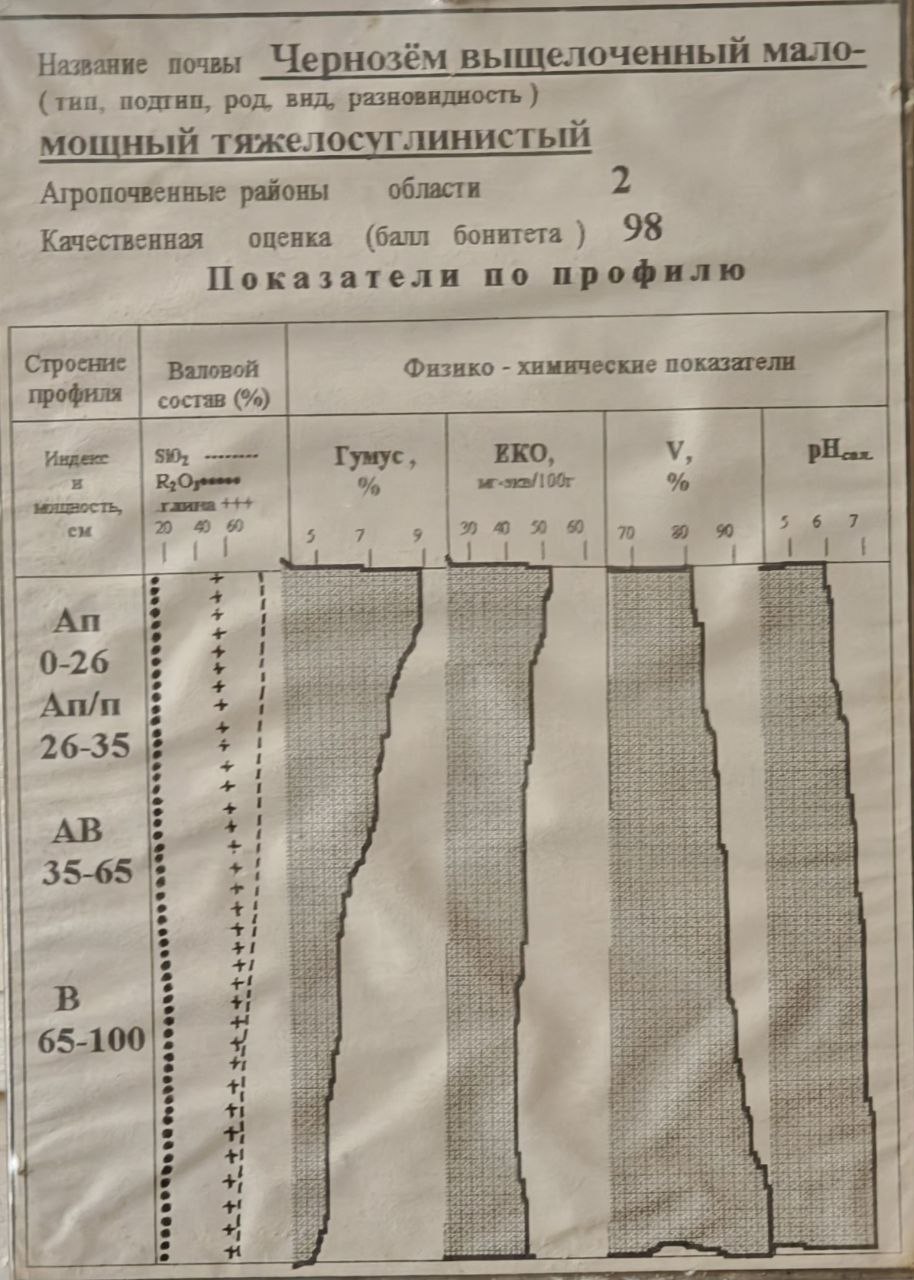 Название почвы Чернозём выщелоченный мало-
( тип, подтип, род, вид, разновидность )
мощный тяжелосуглинистый
Агропочвенные районы области 2
Качественная оценка (балл бонитета ) 98
Показатели по профилю
Строение профиля
Валовой состав (%)
Физико - химические показатели
Индекс
и
мощность,
см
SiO₂ --------
R₂O₃•••••
глина +++
20 40 60
Гумус ,
%
5 7 9
ЕКО,
мг-экв/100г
30 40 50 60
V,
%
70 80 90
pHсол.
5 6 7
Ап
0-26
Ап/п
26-35
АВ
35-65
В
65-100